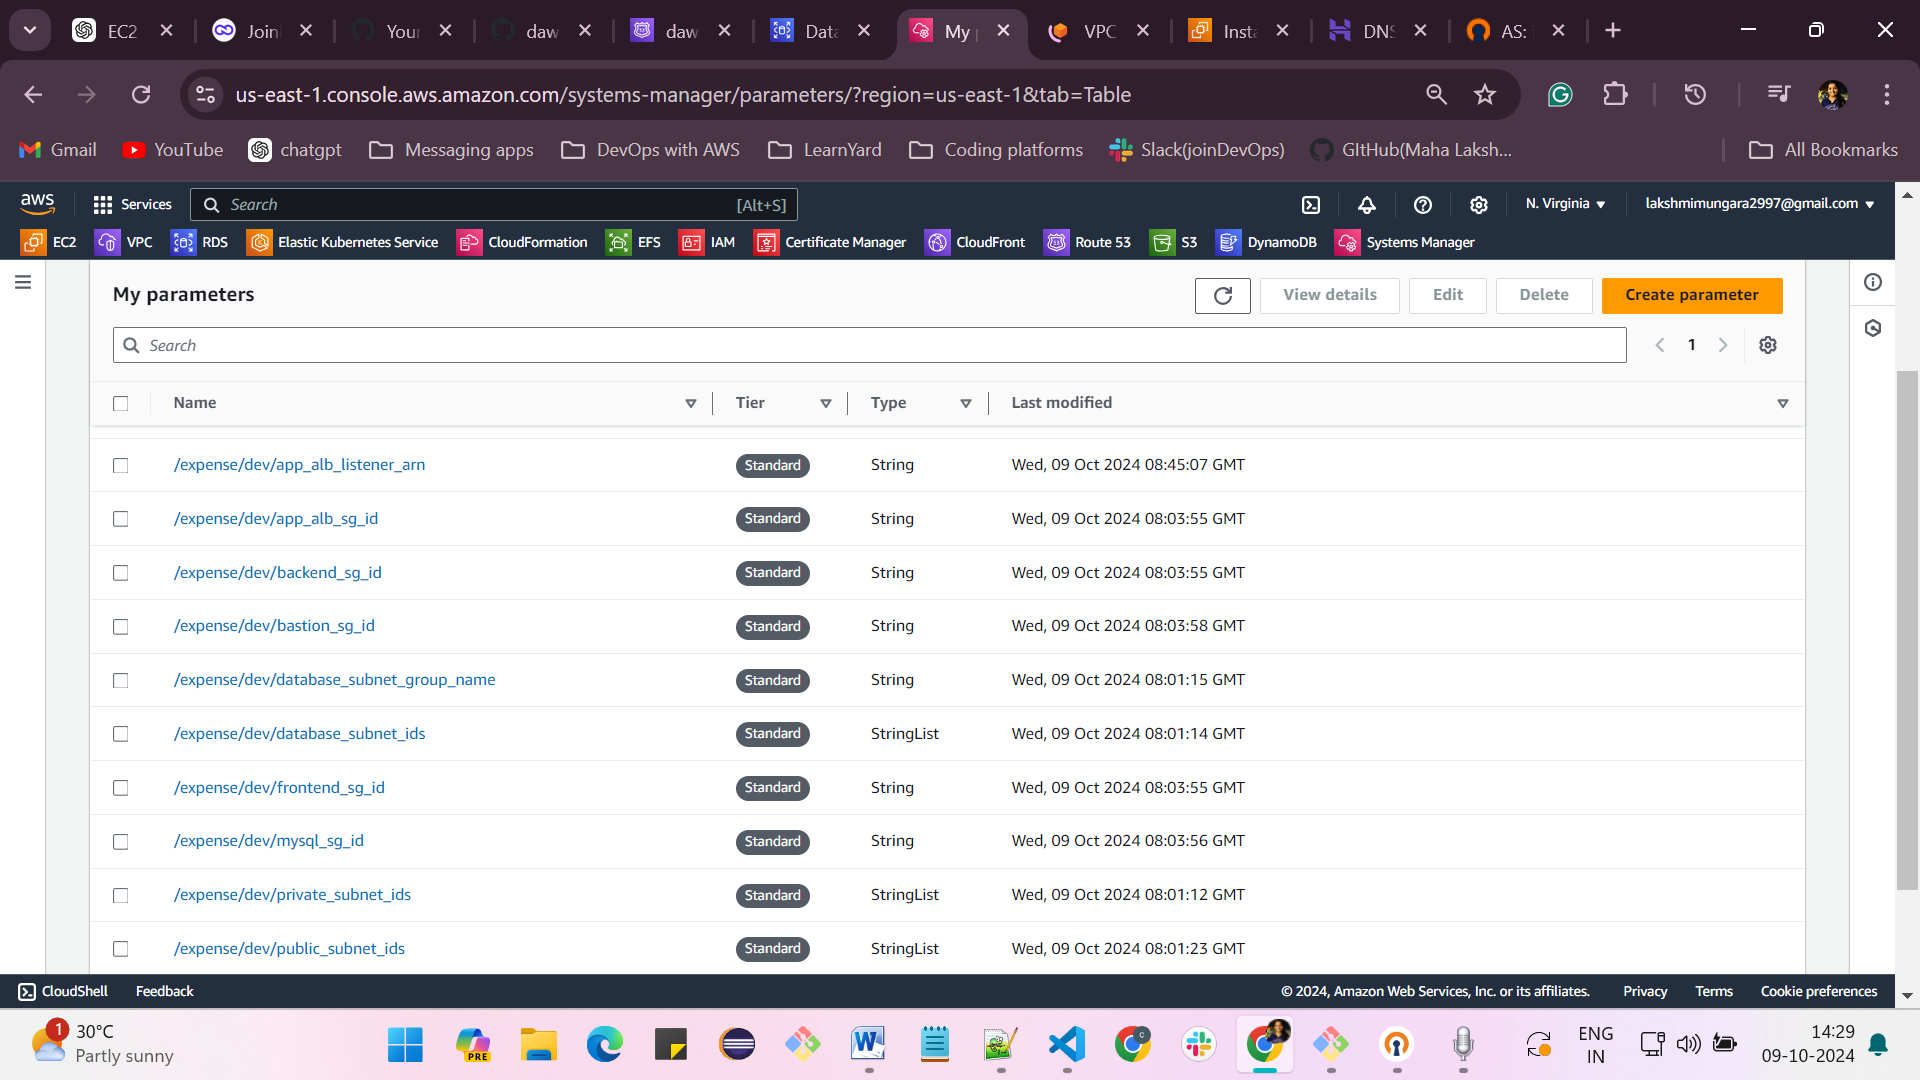 EC2
Join
Your
daw
daw
Data
My p
VPC
Insta
DNS
AS:
us-east-1.console.aws.amazon.com/systems-manager/parameters/?region=us-east-1&tab=Table
Gmail
YouTube
chatgpt
Messaging apps
DevOps with AWS
LearnYard
Coding platforms
Slack(joinDevOps)
GItHub(Maha Laksh...
All Bookmarks
aws
Services
Search
[Alt+S]
N. Virginia
lakshmimungara2997@gmail.com
EC2
VPC
RDS
Elastic Kubernetes Service
CloudFormation
EFS
IAM
Certificate Manager
CloudFront
Route 53
S3
DynamoDB
Systems Manager
My parameters
View details
Edit
Delete
Create parameter
Search
1
Name
Tier
Type
Last modified
/expense/dev/app_alb_listener_arn Standard String Wed, 09 Oct 2024 08:45:07 GMT
/expense/dev/app_alb_sg_id Standard String Wed, 09 Oct 2024 08:03:55 GMT
/expense/dev/backend_sg_id Standard String Wed, 09 Oct 2024 08:03:55 GMT
/expense/dev/bastion_sg_id Standard String Wed, 09 Oct 2024 08:03:58 GMT
/expense/dev/database_subnet_group_name Standard String Wed, 09 Oct 2024 08:01:15 GMT
/expense/dev/database_subnet_ids Standard StringList Wed, 09 Oct 2024 08:01:14 GMT
/expense/dev/frontend_sg_id Standard String Wed, 09 Oct 2024 08:03:55 GMT
/expense/dev/mysql_sg_id Standard String Wed, 09 Oct 2024 08:03:56 GMT
/expense/dev/private_subnet_ids Standard StringList Wed, 09 Oct 2024 08:01:12 GMT
/expense/dev/public_subnet_ids Standard StringList Wed, 09 Oct 2024 08:01:23 GMT
CloudShell
Feedback
© 2024, Amazon Web Services, Inc. or its affiliates.
Privacy
Terms
Cookie preferences
1
30°C
Partly sunny
PRE
ENG
IN
14:29
09-10-2024